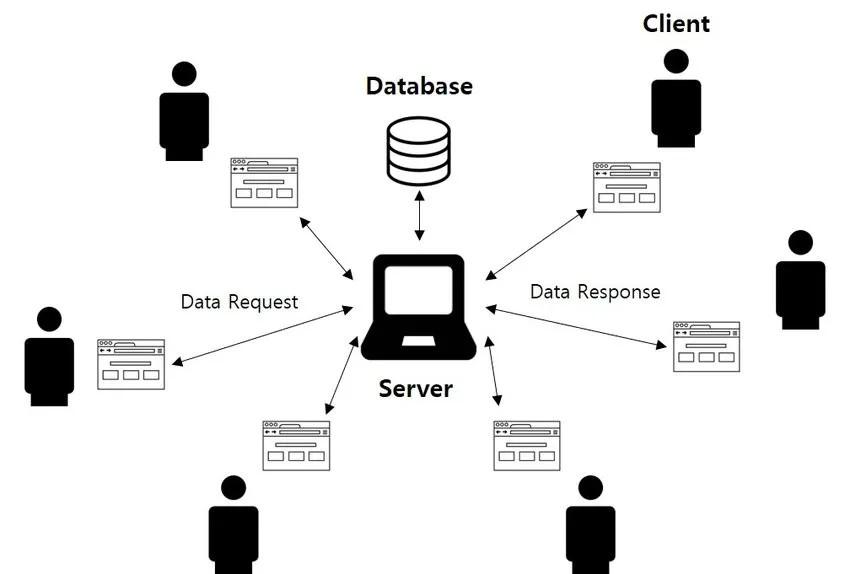 Client
Database
Data Request
Data Response
Server